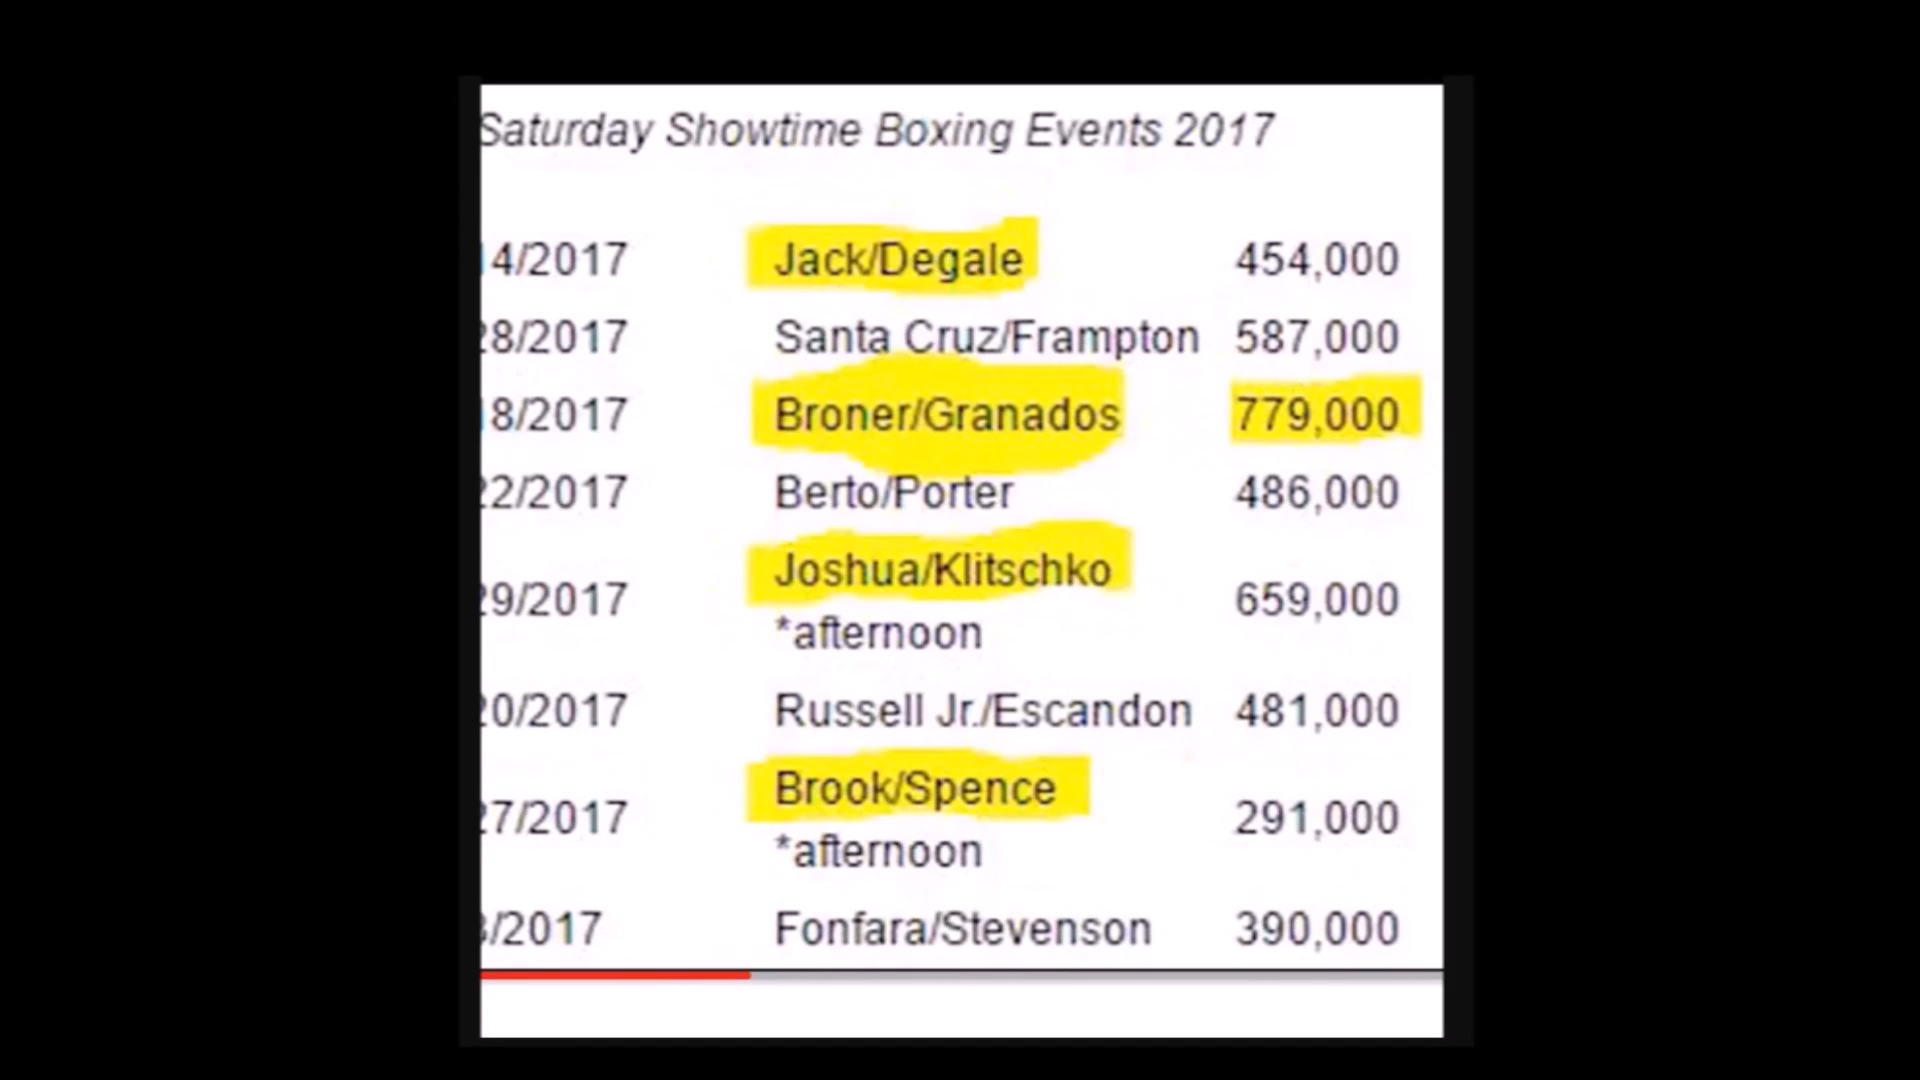 Saturday Showtime Boxing Events 2017
14/2017 Jack/Degale 454,000
28/2017 Santa Cruz/Frampton 587,000
18/2017 Broner/Granados 779,000
22/2017 Berto/Porter 486,000
29/2017 Joshua/Klitschko 659,000
*afternoon
20/2017 Russell Jr./Escandon 481,000
27/2017 Brook/Spence 291,000
*afternoon
3/2017 Fonfara/Stevenson 390,000